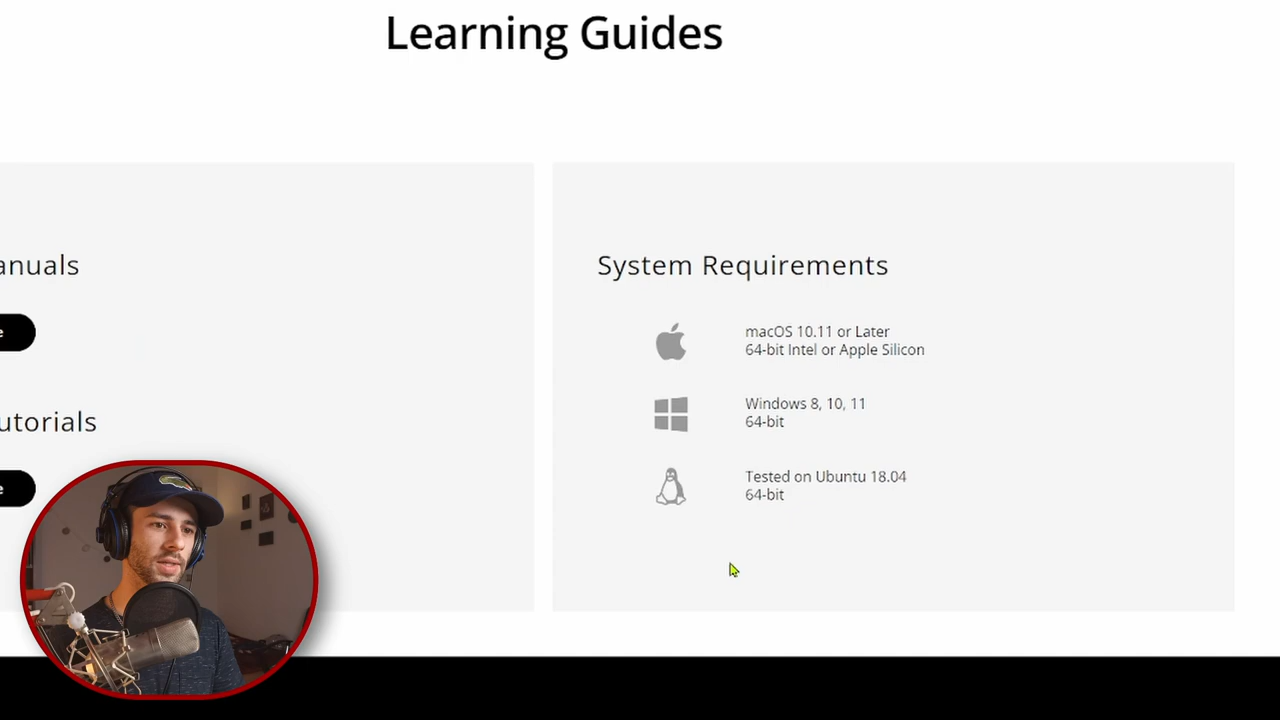 Learning Guides
anuals
e
utorials
e
System Requirements
macOS 10.11 or Later
64-bit Intel or Apple Silicon
Windows 8, 10, 11
64-bit
Tested on Ubuntu 18.04
64-bit